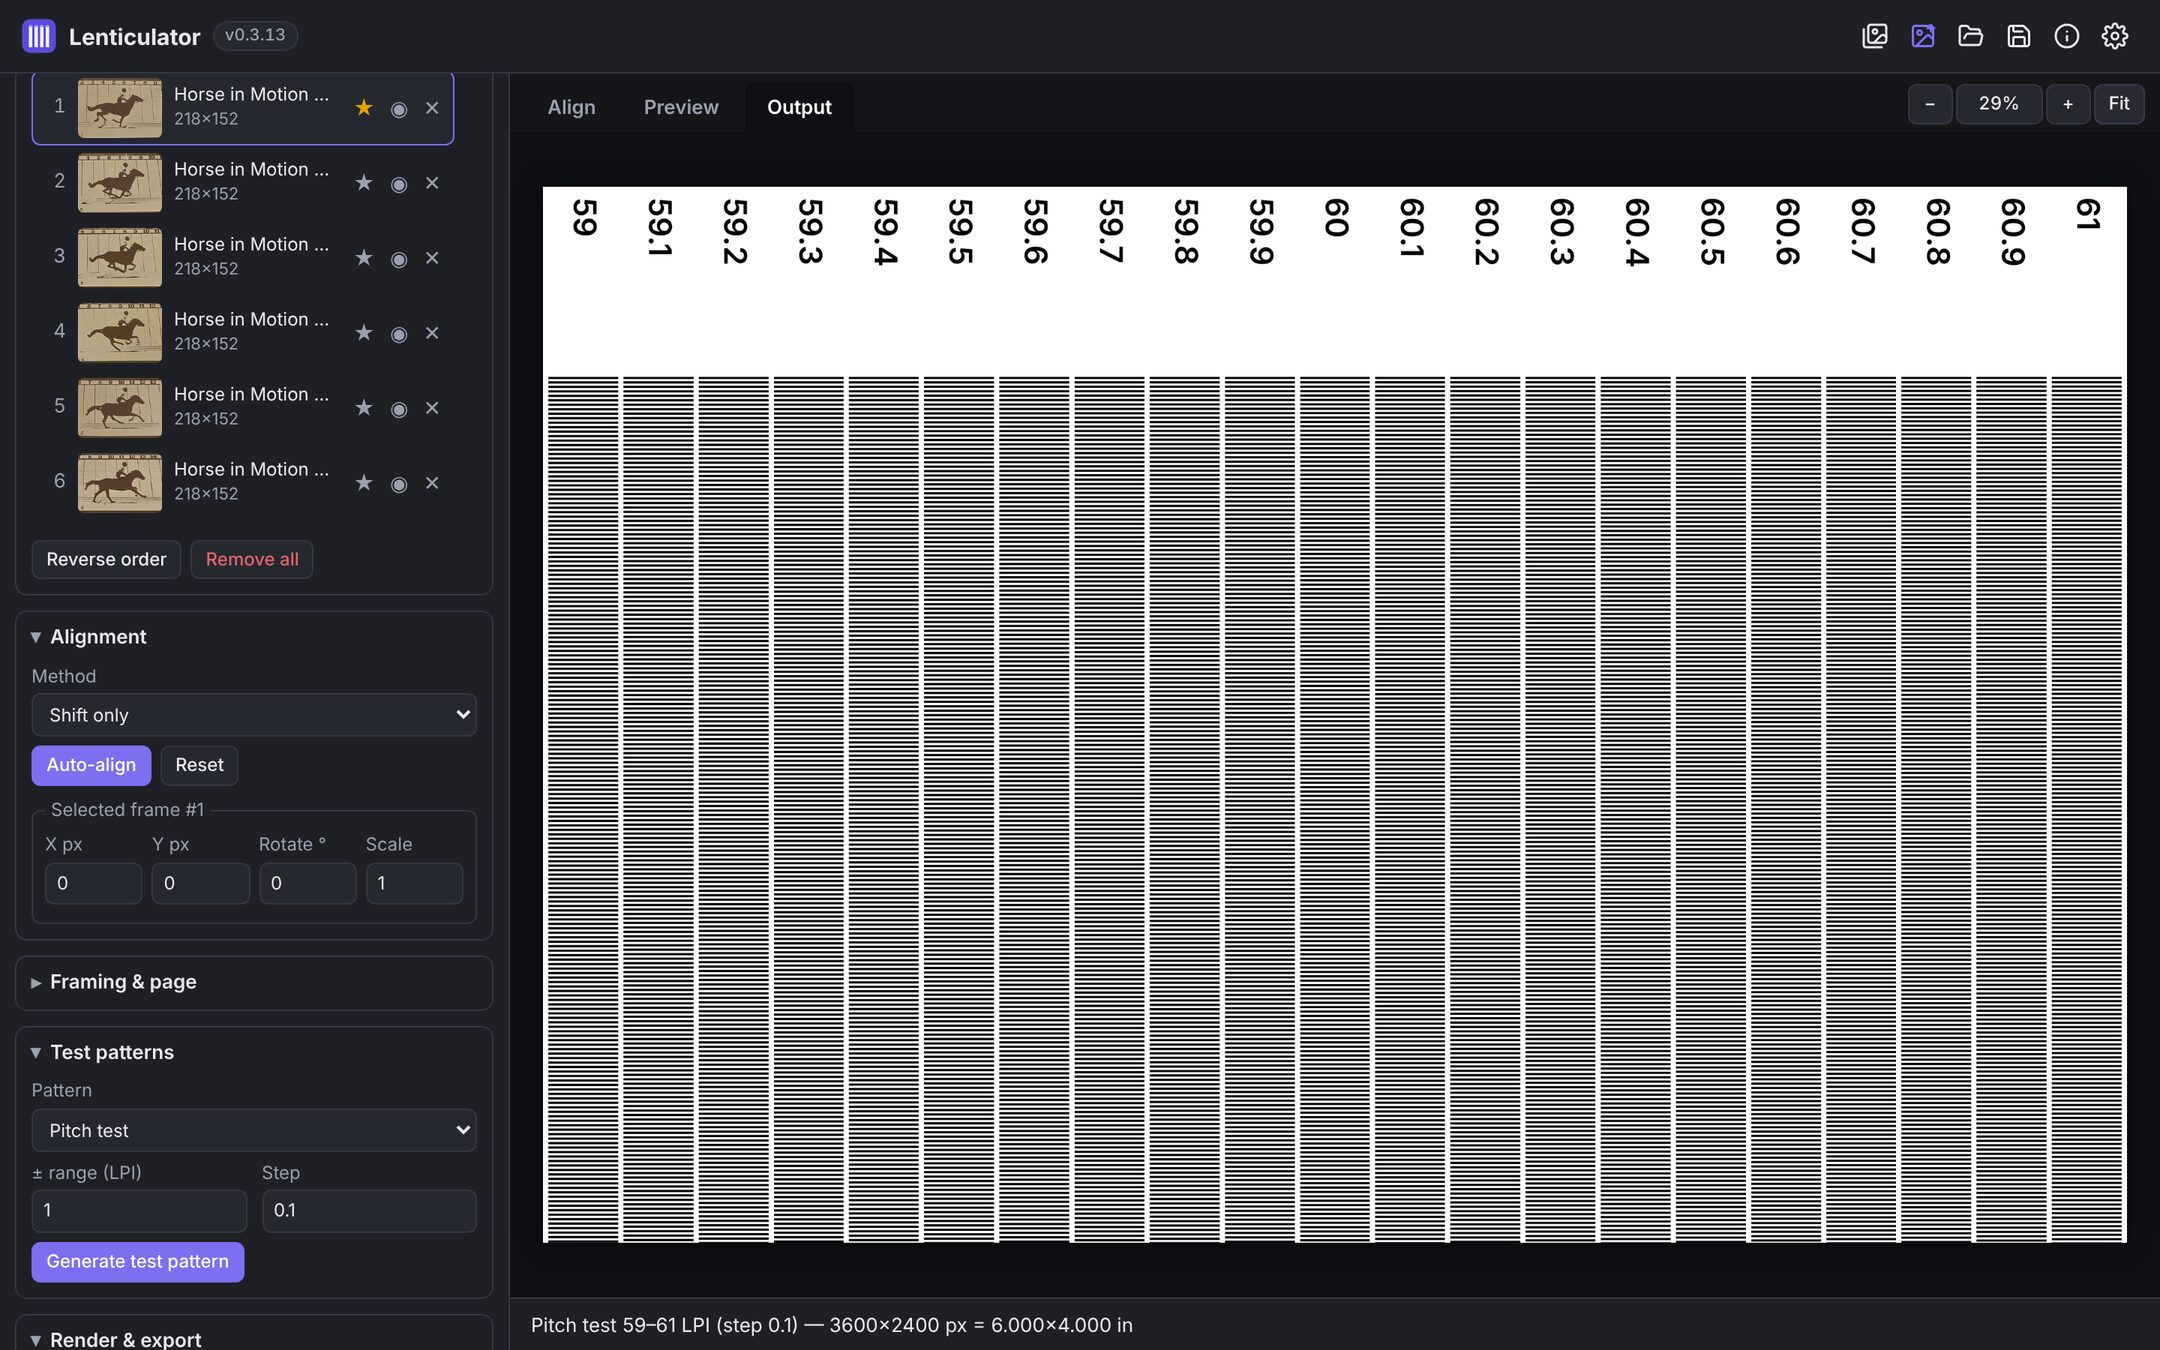 Lenticulator v0.3.13
1 Horse in Motion ...
218×152
2 Horse in Motion ...
218×152
3 Horse in Motion ...
218×152
4 Horse in Motion ...
218×152
5 Horse in Motion ...
218×152
6 Horse in Motion ...
218×152
Reverse order Remove all
Alignment
Method
Shift only
Auto-align Reset
Selected frame #1
X px Y px Rotate ° Scale
0 0 0 1
Framing & page
Test patterns
Pattern
Pitch test
± range (LPI) Step
1 0.1
Generate test pattern
Render & export
Align Preview Output
− 29% + Fit
59 59.1 59.2 59.3 59.4 59.5 59.6 59.7 59.8 59.9 60 60.1 60.2 60.3 60.4 60.5 60.6 60.7 60.8 60.9 61
Pitch test 59–61 LPI (step 0.1) — 3600×2400 px = 6.000×4.000 in